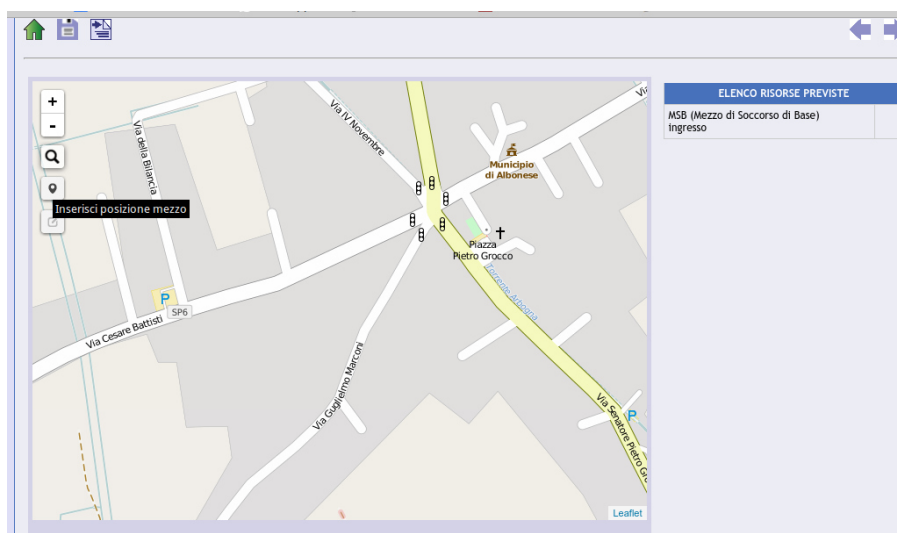 +
-
Inserisci posizione mezzo
Via della Bilancia
Via IV Novembre
Municipio
di Albonese
Piazza
Pietro Grocco
Torrente Arbogna
P
SP6
Via Cesare Battisti
Via Guglielmo Marconi
P
Via Senatore Pietro Gro
Leaflet
ELENCO RISORSE PREVISTE
MSB (Mezzo di Soccorso di Base)
ingresso